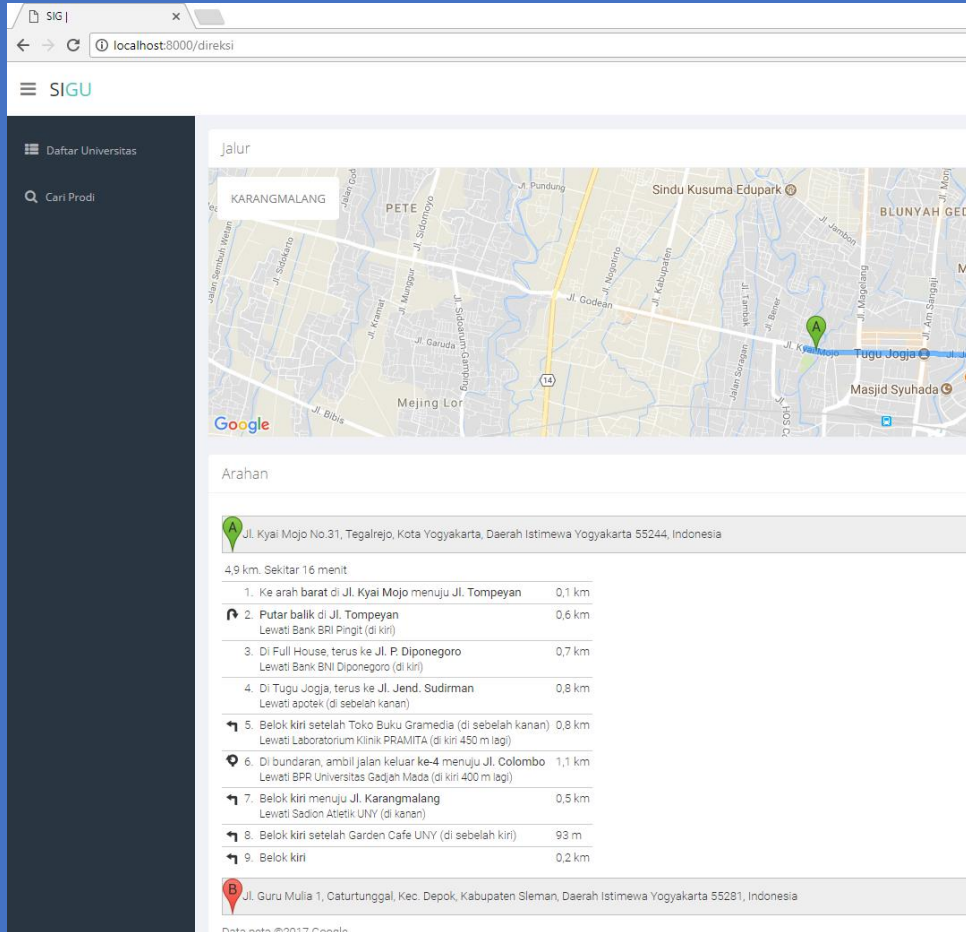 SIG |
localhost:8000/direksi
SIGU
Daftar Universitas
Cari Prodi
Jalur
KARANGMALANG
PETE
Jl. Pundung
Sindu Kusuma Edupark
BLUNYAH GED
Jl. Jambon
Jl. Sidomoyo
Jl. Sidokarto
Jl. Munggur
Jl. Kramat
Jl. Garuda
Jl. Sidoarum-Gamping
Jl. Godean
Jl. Nogotirto
Jl. Kabupaten
Jl. Tambak
Jl. Bener
Jl. Magelang
Jl. Am Sangaji
A
Jl. Kyai Mojo
Tugu Jogja
Jalan Soragan
Masjid Syuhada
14
Mejing Lor
Jl. Bibis
Google
Arahan
A
Jl. Kyai Mojo No.31, Tegalrejo, Kota Yogyakarta, Daerah Istimewa Yogyakarta 55244, Indonesia
4,9 km. Sekitar 16 menit
1. Ke arah barat di Jl. Kyai Mojo menuju Jl. Tompeyan 0,1 km
2. Putar balik di Jl. Tompeyan 0,6 km
Lewati Bank BRI Pingit (di kiri)
3. Di Full House, terus ke Jl. P. Diponegoro 0,7 km
Lewati Bank BNI Diponegoro (di kiri)
4. Di Tugu Jogja, terus ke Jl. Jend. Sudirman 0,8 km
Lewati apotek (di sebelah kanan)
5. Belok kiri setelah Toko Buku Gramedia (di sebelah kanan) 0,8 km
Lewati Laboratorium Klinik PRAMITA (di kiri 450 m lagi)
6. Di bundaran, ambil jalan keluar ke-4 menuju Jl. Colombo 1,1 km
Lewati BPR Universitas Gadjah Mada (di kiri 400 m lagi)
7. Belok kiri menuju Jl. Karangmalang 0,5 km
Lewati Sadion Atletik UNY (di kanan)
8. Belok kiri setelah Garden Cafe UNY (di sebelah kiri) 93 m
9. Belok kiri 0,2 km
B
Jl. Guru Mulia 1, Caturtunggal, Kec. Depok, Kabupaten Sleman, Daerah Istimewa Yogyakarta 55281, Indonesia
Data peta ©2017 Google